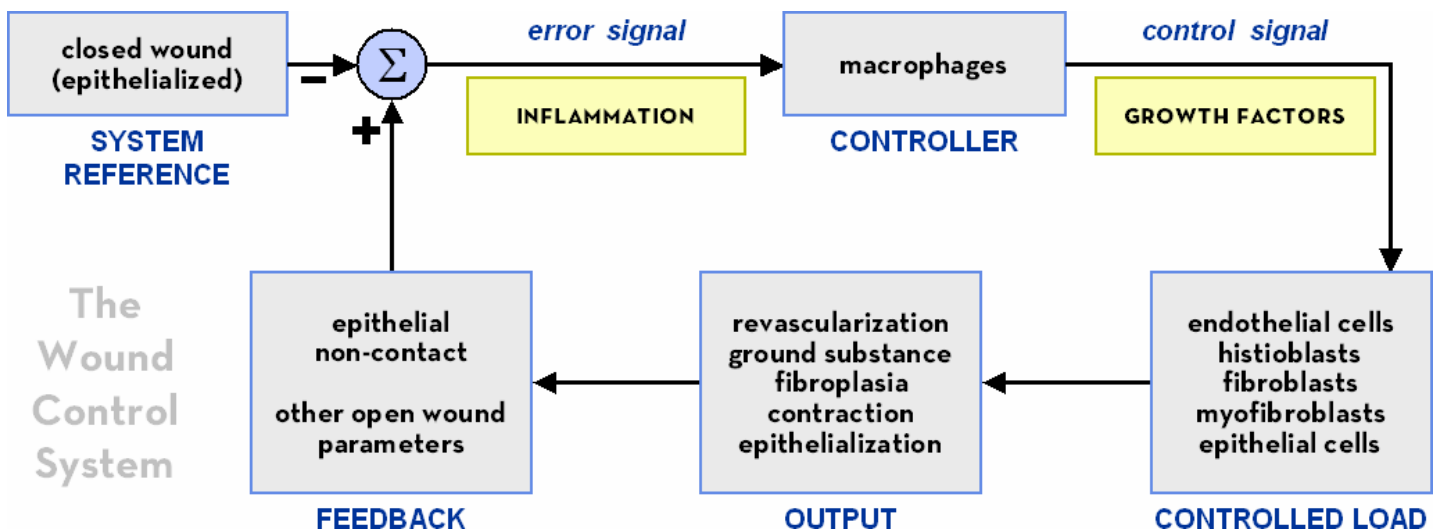 closed wound
(epithelialized)
−
SYSTEM
REFERENCE
Σ
+
error signal
INFLAMMATION
macrophages
CONTROLLER
control signal
GROWTH FACTORS
The
Wound
Control
System
epithelial
non-contact
other open wound
parameters
FEEDBACK
revascularization
ground substance
fibroplasia
contraction
epithelialization
OUTPUT
endothelial cells
histioblasts
fibroblasts
myofibroblasts
epithelial cells
CONTROLLED LOAD